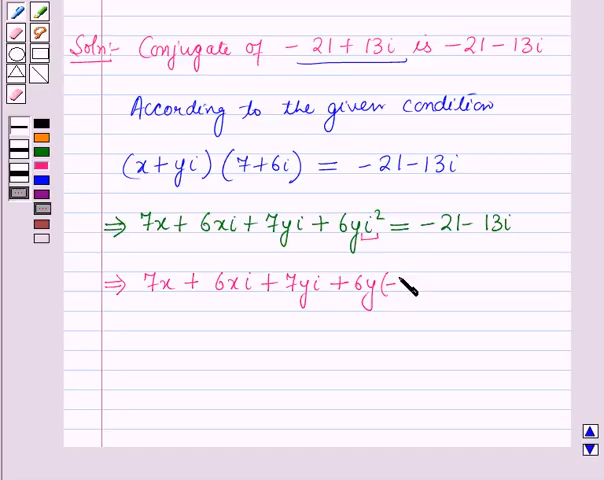 Soln:- Conjugate of -21+13i is -21-13i
According to the given condition
(x+yi)(7+6i) = -21-13i
⇒ 7x + 6xi + 7yi + 6yi² = -21-13i
⇒ 7x + 6xi + 7yi + 6y(-